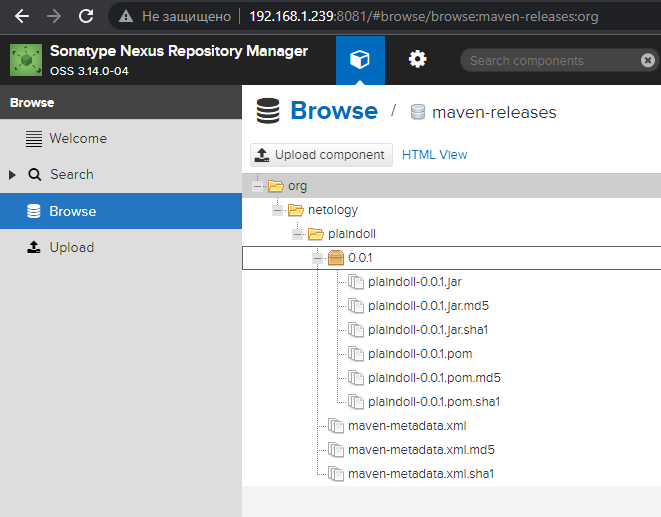 Не защищено 192.168.1.239:8081/#browse/browse:maven-releases:org
Sonatype Nexus Repository Manager
OSS 3.14.0-04
Search components
Browse
Welcome
Search
Browse
Upload
Browse / maven-releases
Upload component HTML View
org
netology
plaindoll
0.0.1
plaindoll-0.0.1.jar
plaindoll-0.0.1.jar.md5
plaindoll-0.0.1.jar.sha1
plaindoll-0.0.1.pom
plaindoll-0.0.1.pom.md5
plaindoll-0.0.1.pom.sha1
maven-metadata.xml
maven-metadata.xml.md5
maven-metadata.xml.sha1